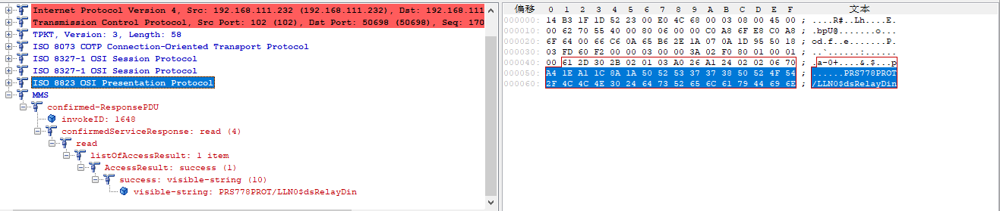 Internet Protocol Version 4, Src: 192.168.111.232 (192.168.111.232), Dst: 192.168.111
Transmission Control Protocol, Src Port: 102 (102), Dst Port: 50698 (50698), Seq: 170
TPKT, Version: 3, Length: 58
ISO 8073 COTP Connection-Oriented Transport Protocol
ISO 8327-1 OSI Session Protocol
ISO 8327-1 OSI Session Protocol
ISO 8823 OSI Presentation Protocol
MMS
confirmed-ResponsePDU
invokeID: 1648
confirmedServiceResponse: read (4)
read
listOfAccessResult: 1 item
AccessResult: success (1)
success: visible-string (10)
visible-string: PRS778PROT/LLN0$dsRelayDin
偏移 0 1 2 3 4 5 6 7 8 9 A B C D E F 文本
000000: 14 B3 1F 1D 52 23 00 E0 4C 68 00 03 08 00 45 00 ; ....R#..Lh....E.
000010: 00 62 70 55 40 00 80 06 00 00 C0 A8 6F E8 C0 A8 ; .bpU@.......o...
000020: 6F 64 00 66 C6 0A 65 B6 2E 1A 07 0A 1D 95 50 18 ; od.f..e.......P.
000030: 03 FD 60 F2 00 00 03 00 00 3A 02 F0 80 01 00 01 ; ..`......:......
000040: 00 61 2D 30 2B 02 01 03 A0 26 A1 24 02 02 06 70 ; .a-0+....&.$...p
000050: A4 1E A1 1C 8A 1A 50 52 53 37 37 38 50 52 4F 54 ; ......PRS778PROT
000060: 2F 4C 4C 4E 30 24 64 73 52 65 6C 61 79 44 69 6E ; /LLN0$dsRelayDin